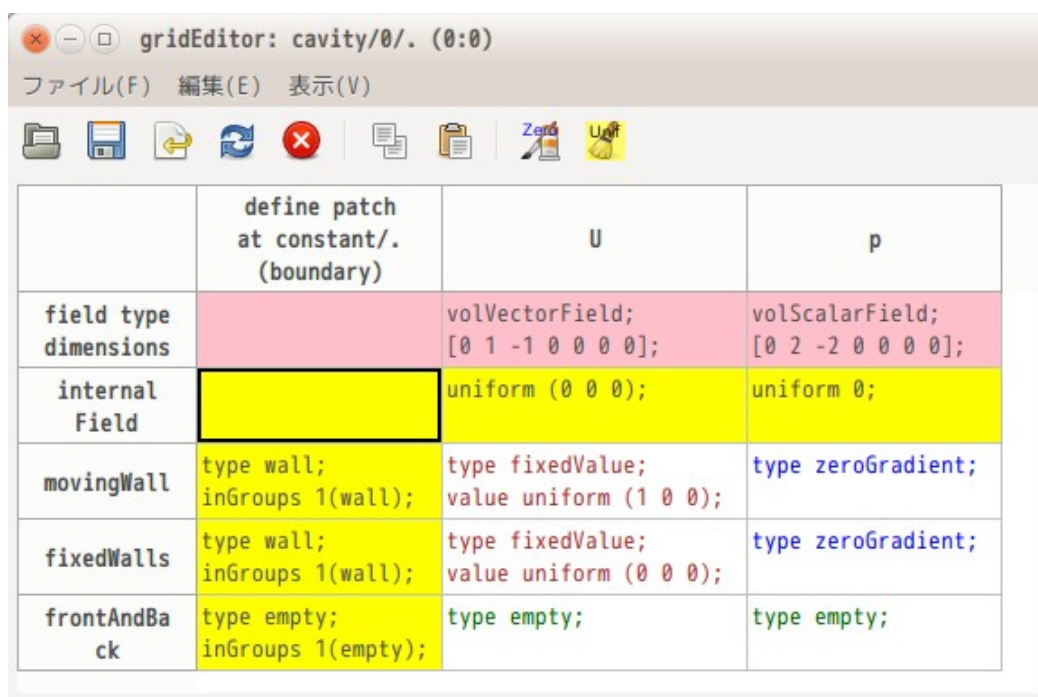 gridEditor: cavity/0/. (0:0)
ファイル(F) 編集(E) 表示(V)
Zero Unif
define patch
at constant/.
(boundary)
U
p
field type
dimensions
volVectorField;
[0 1 -1 0 0 0 0];
volScalarField;
[0 2 -2 0 0 0 0];
internal
Field
uniform (0 0 0);
uniform 0;
movingWall
type wall;
inGroups 1(wall);
type fixedValue;
value uniform (1 0 0);
type zeroGradient;
fixedWalls
type wall;
inGroups 1(wall);
type fixedValue;
value uniform (0 0 0);
type zeroGradient;
frontAndBa
ck
type empty;
inGroups 1(empty);
type empty;
type empty;